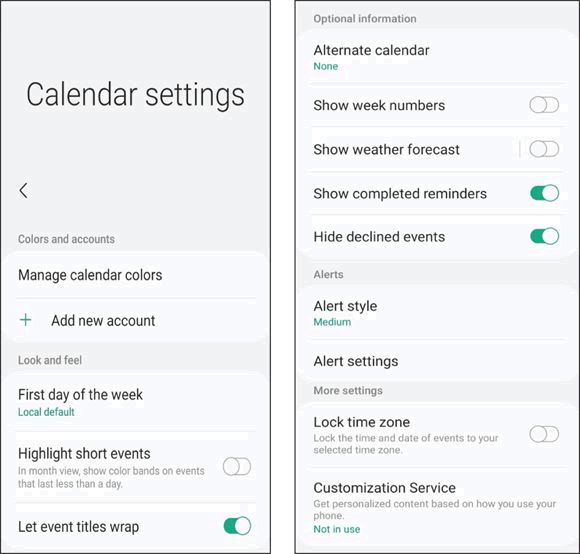 Calendar settings
Colors and accounts
Manage calendar colors
Add new account
Look and feel
First day of the week
Local default
Highlight short events
In month view, show color bands on events
that last less than a day.
Let event titles wrap
Optional information
Alternate calendar
None
Show week numbers
Show weather forecast
Show completed reminders
Hide declined events
Alerts
Alert style
Medium
Alert settings
More settings
Lock time zone
Lock the time and date of events to your
selected time zone.
Customization Service
Get personalized content based on how you use your
phone.
Not in use